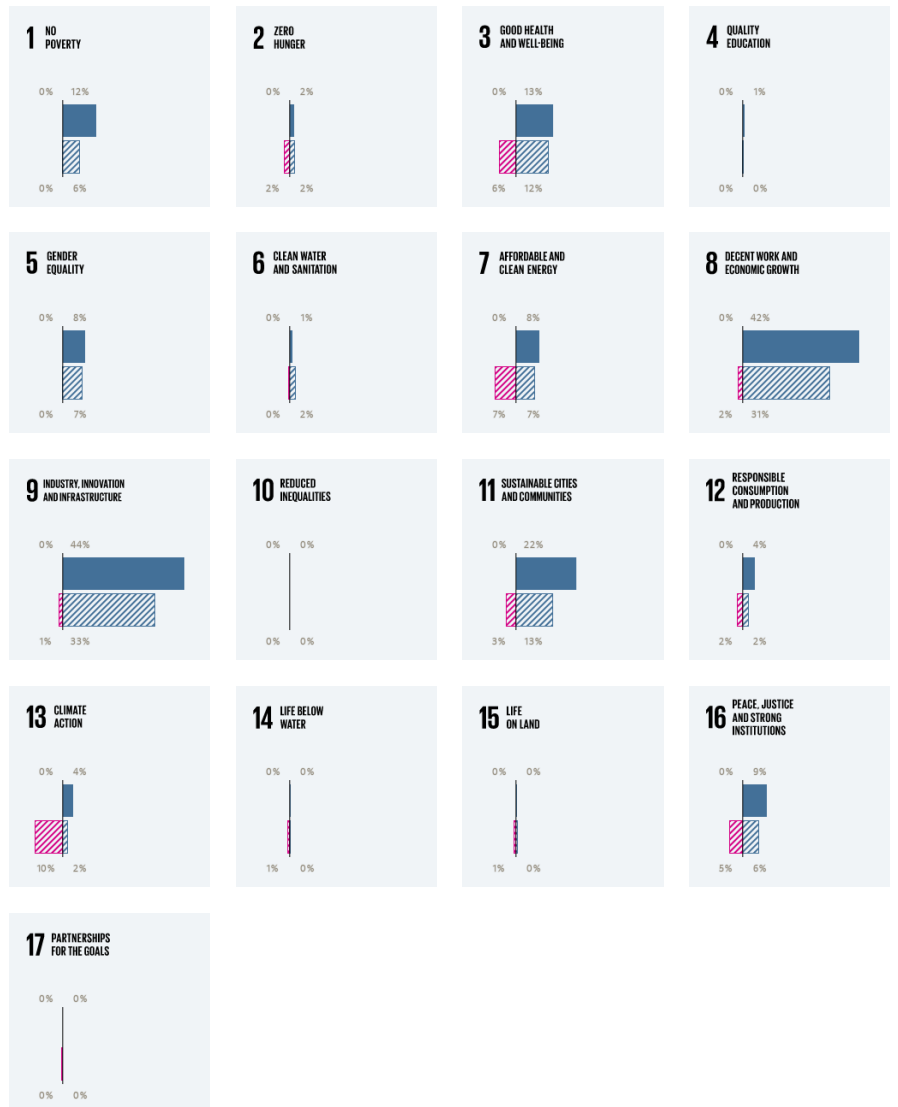 1 NO
POVERTY
0% 12%
0% 6%
2 ZERO
HUNGER
0% 2%
2% 2%
3 GOOD HEALTH
AND WELL-BEING
0% 13%
6% 12%
4 QUALITY
EDUCATION
0% 1%
0% 0%
5 GENDER
EQUALITY
0% 8%
0% 7%
6 CLEAN WATER
AND SANITATION
0% 1%
0% 2%
7 AFFORDABLE AND
CLEAN ENERGY
0% 8%
7% 7%
8 DECENT WORK AND
ECONOMIC GROWTH
0% 42%
2% 31%
9 INDUSTRY, INNOVATION
AND INFRASTRUCTURE
0% 44%
1% 33%
10 REDUCED
INEQUALITIES
0% 0%
0% 0%
11 SUSTAINABLE CITIES
AND COMMUNITIES
0% 22%
3% 13%
12 RESPONSIBLE
CONSUMPTION
AND PRODUCTION
0% 4%
2% 2%
13 CLIMATE
ACTION
0% 4%
10% 2%
14 LIFE BELOW
WATER
0% 0%
1% 0%
15 LIFE
ON LAND
0% 0%
1% 0%
16 PEACE, JUSTICE
AND STRONG
INSTITUTIONS
0% 9%
5% 6%
17 PARTNERSHIPS
FOR THE GOALS
0% 0%
0% 0%